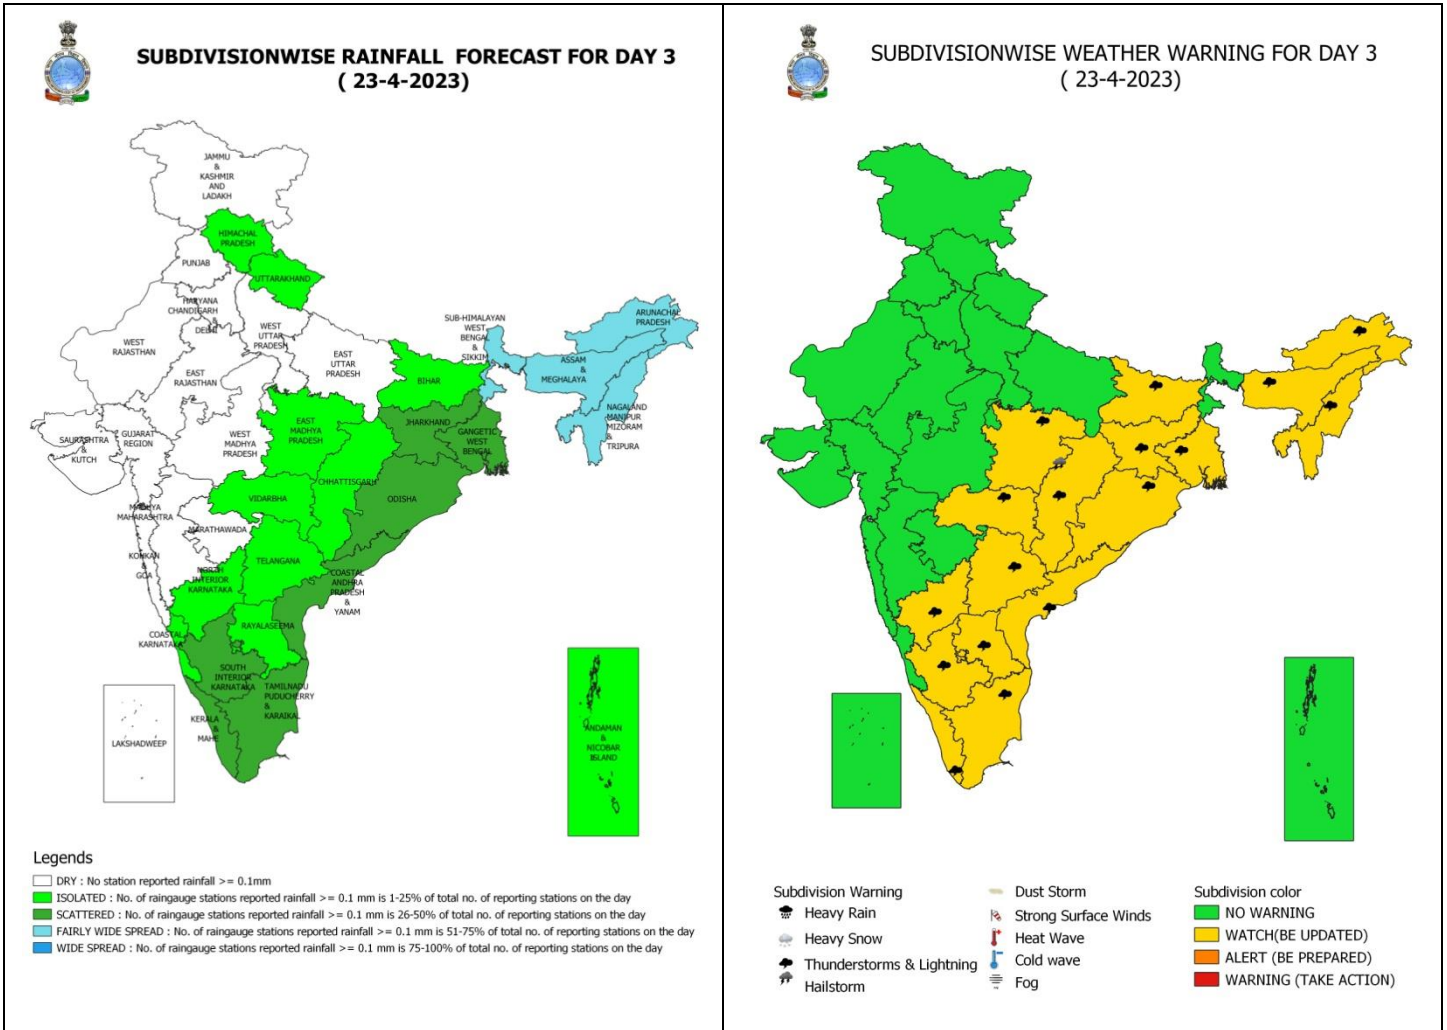 SUBDIVISIONWISE RAINFALL FORECAST FOR DAY 3
( 23-4-2023)
JAMMU
&
KASHMIR
AND
LADAKH
HIMACHAL
PRADESH
PUNJAB
UTTARAKHAND
HARYANA
CHANDIGARH
&
DELHI
WEST
RAJASTHAN
WEST
UTTAR
PRADESH
EAST
UTTAR
PRADESH
EAST
RAJASTHAN
SUB-HIMALAYAN
WEST
BENGAL
&
SIKKIM
ARUNACHAL
PRADESH
ASSAM
&
MEGHALAYA
NAGALAND
MANIPUR
MIZORAM
&
TRIPURA
BIHAR
JHARKHAND
GANGETIC
WEST
BENGAL
EAST
MADHYA
PRADESH
WEST
MADHYA
PRADESH
GUJARAT
REGION
SAURASHTRA
&
KUTCH
CHHATTISGARH
ODISHA
VIDARBHA
MADHYA
MAHARASHTRA
MARATHAWADA
KONKAN
&
GOA
TELANGANA
NORTH
INTERIOR
KARNATAKA
COASTAL
ANDHRA
PRADESH
&
YANAM
RAYALASEEMA
COASTAL
KARNATAKA
SOUTH
INTERIOR
KARNATAKA
TAMILNADU
PUDUCHERRY
&
KARAIKAL
KERALA
&
MAHE
LAKSHADWEEP
ANDAMAN
&
NICOBAR
ISLAND
Legends
DRY : No station reported rainfall >= 0.1mm
ISOLATED : No. of raingauge stations reported rainfall >= 0.1 mm is 1-25% of total no. of reporting stations on the day
SCATTERED : No. of raingauge stations reported rainfall >= 0.1 mm is 26-50% of total no. of reporting stations on the day
FAIRLY WIDE SPREAD : No. of raingauge stations reported rainfall >= 0.1 mm is 51-75% of total no. of reporting stations on the day
WIDE SPREAD : No. of raingauge stations reported rainfall >= 0.1 mm is 75-100% of total no. of reporting stations on the day
SUBDIVISIONWISE WEATHER WARNING FOR DAY 3
( 23-4-2023)
Subdivision Warning
Heavy Rain
Heavy Snow
Thunderstorms & Lightning
Hailstorm
Dust Storm
Strong Surface Winds
Heat Wave
Cold wave
Fog
Subdivision color
NO WARNING
WATCH(BE UPDATED)
ALERT (BE PREPARED)
WARNING (TAKE ACTION)